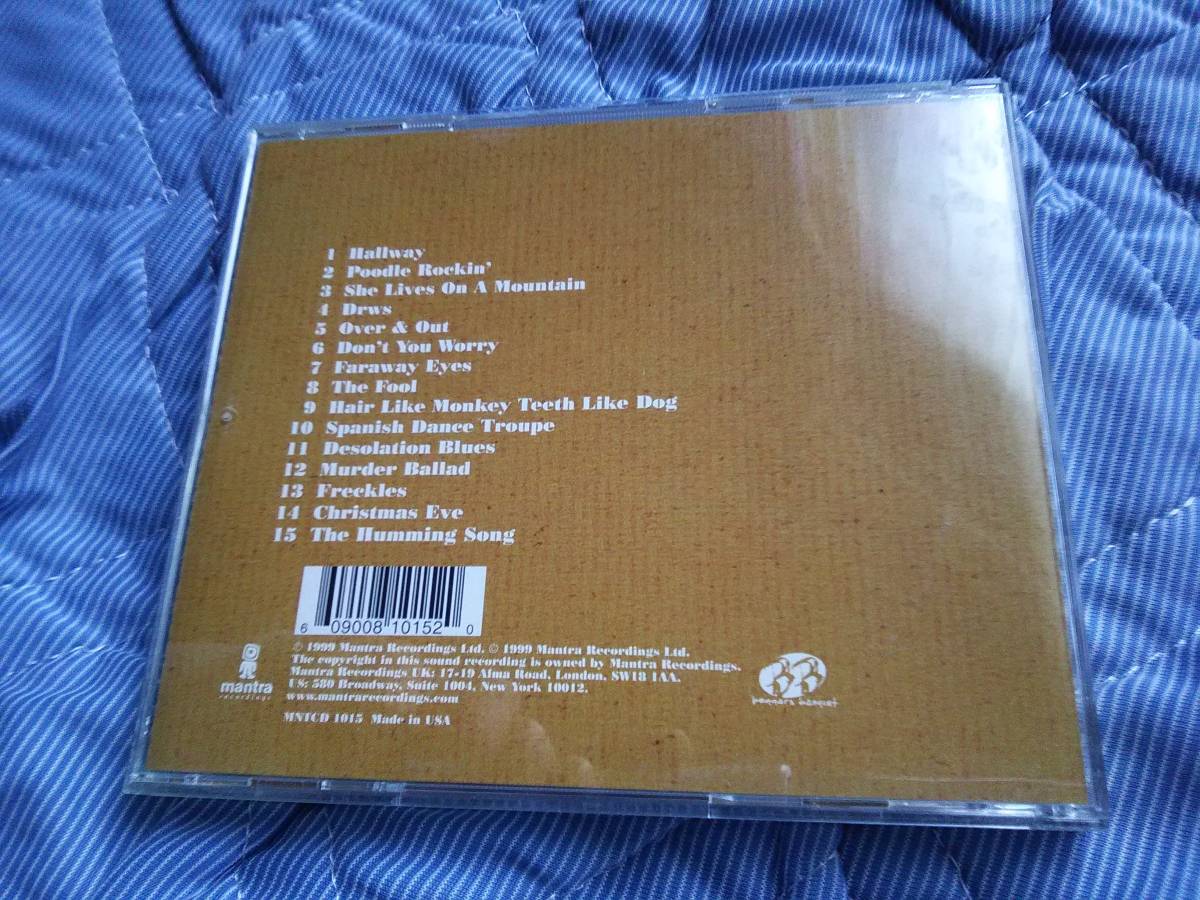 1 Hallway
2 Poodle Rockin'
3 She Lives On A Mountain
4 Drws
5 Over & Out
6 Don't You Worry
7 Faraway Eyes
8 The Fool
9 Hair Like Monkey Teeth Like Dog
10 Spanish Dance Troupe
11 Desolation Blues
12 Murder Ballad
13 Freckles
14 Christmas Eve
15 The Humming Song
6 09008 10152 0
℗ 1999 Mantra Recordings Ltd. © 1999 Mantra Recordings Ltd.
The copyright in this sound recording is owned by Mantra Recordings.
Mantra Recordings UK: 17-19 Alma Road, London, SW18 1AA.
US: 580 Broadway, Suite 1004, New York 10012.
www.mantrarecordings.com
MNTCD 1015 Made in USA
mantra
recordings
beggars banquet